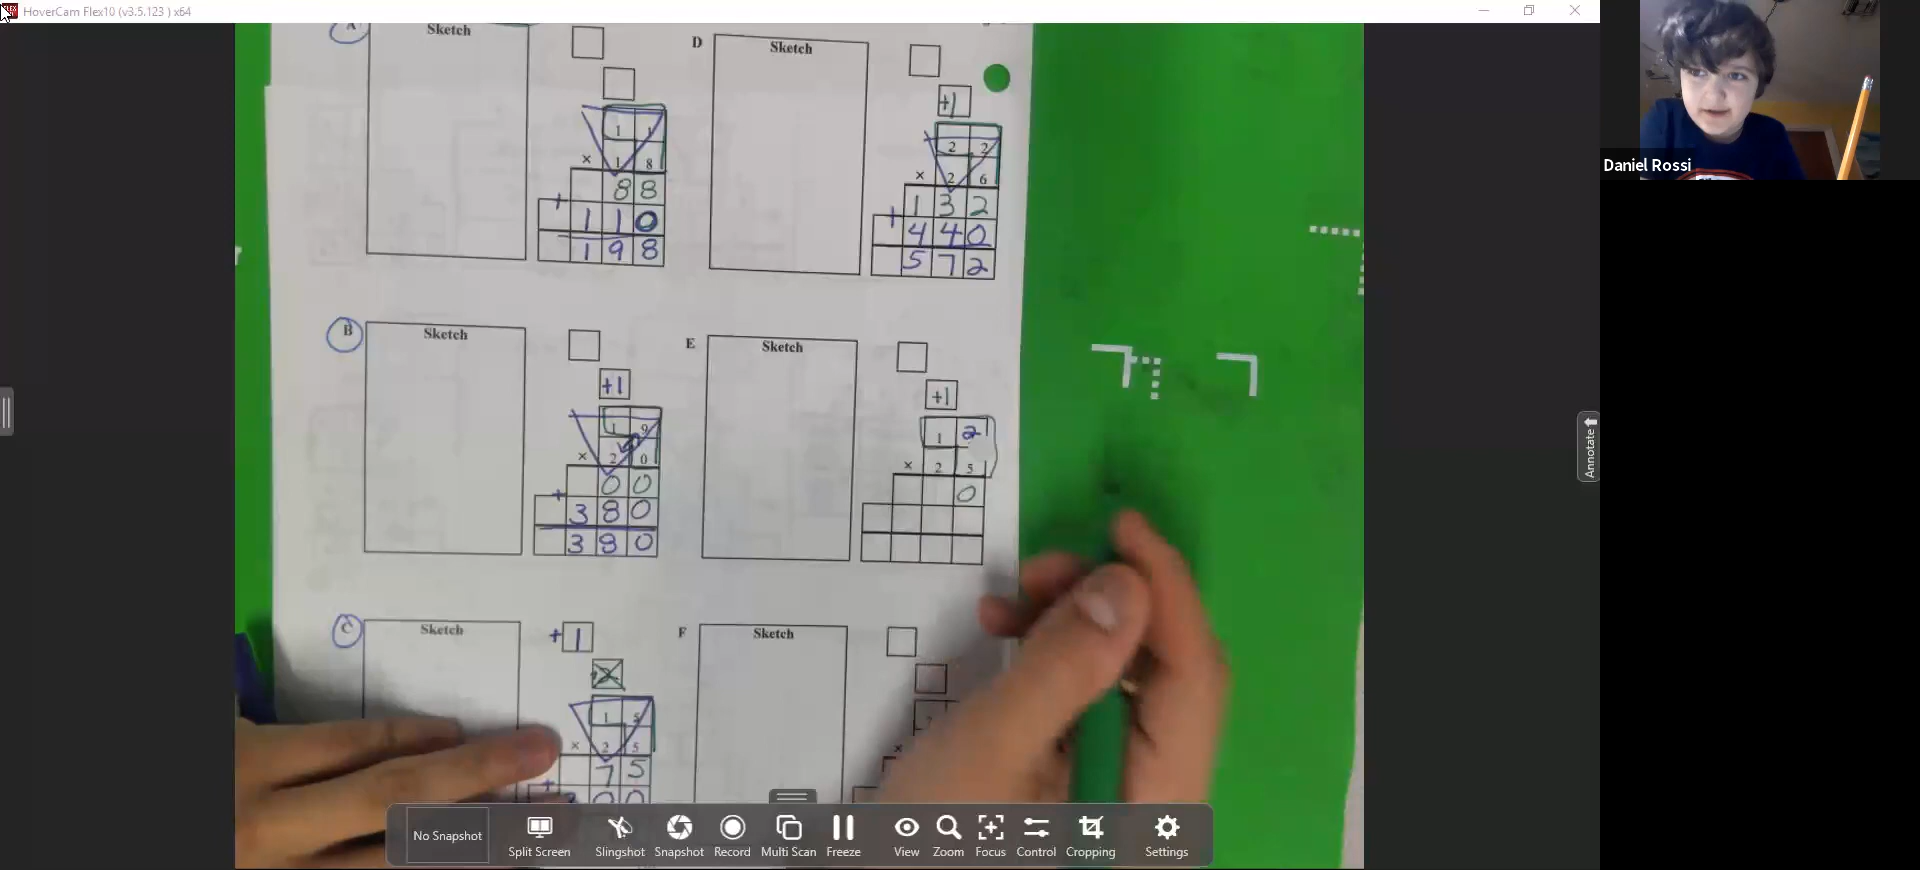 HoverCam Flex10 (v3.5.123 ) x64
Daniel Rossi
A
Sketch
1 1
× 1 8
8 8
+ 1 1 0
1 9 8
D
Sketch
+1
2 2
× 2 6
1 3 2
+ 4 4 0
5 7 2
B
Sketch
+1
1 9
× 2 0
0 0
+ 3 8 0
3 8 0
E
Sketch
+1
1 2
× 2 5
0
C
Sketch
+1
1 5
× 2 5
7 5
+
0 0
F
Sketch
×
Annotate
No Snapshot
Split Screen
Slingshot
Snapshot
Record
Multi Scan
Freeze
View
Zoom
Focus
Control
Cropping
Settings